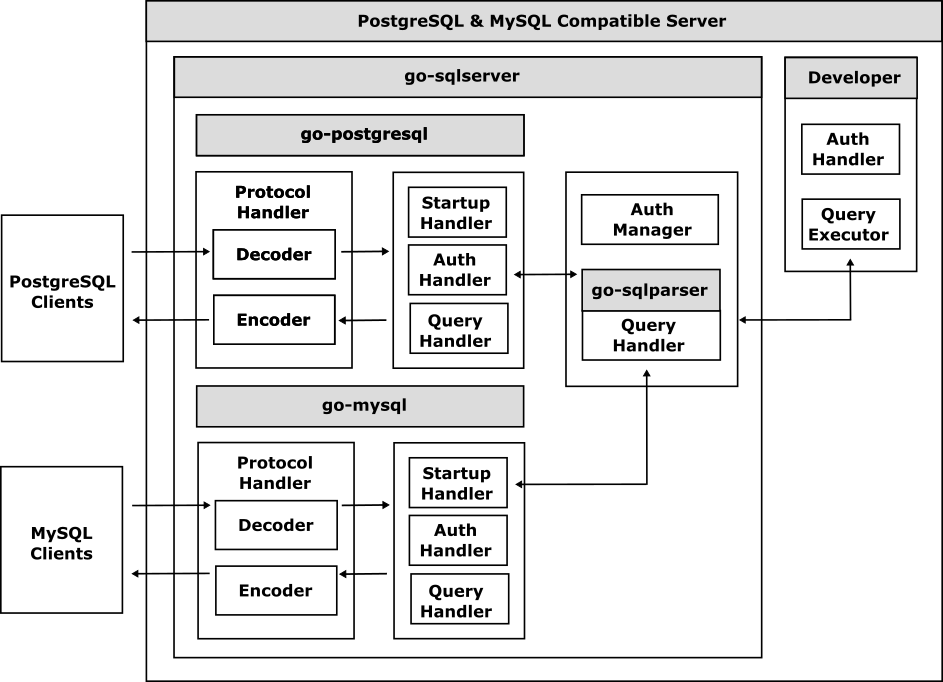 PostgreSQL & MySQL Compatible Server
go-sqlserver
Developer
go-postgresql
Protocol
Handler
Decoder
Encoder
Startup
Handler
Auth
Handler
Query
Handler
Auth
Manager
go-sqlparser
Query
Handler
Auth
Handler
Query
Executor
PostgreSQL
Clients
go-mysql
Protocol
Handler
Decoder
Encoder
Startup
Handler
Auth
Handler
Query
Handler
MySQL
Clients